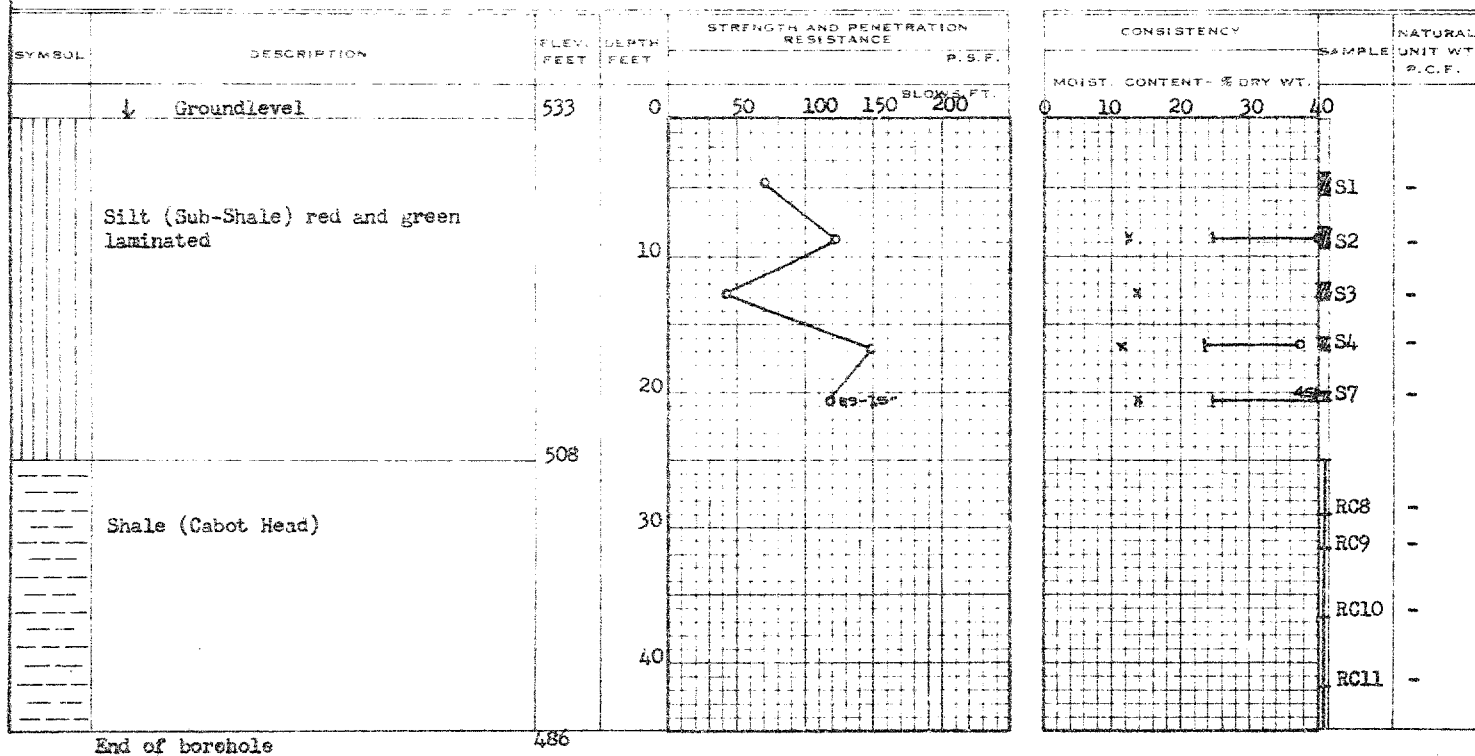 SYMBOL
DESCRIPTION
ELEV. FEET
DEPTH FEET
STRENGTH AND PENETRATION RESISTANCE
P.S.F.
BLOWS/FT.
CONSISTENCY
MOIST. CONTENT - % DRY WT.
SAMPLE
NATURAL UNIT WT. P.C.F.
↓ Groundlevel
533
0
50 100 150 200
0 10 20 30 40
S1 -
Silt (Sub-Shale) red and green
laminated
10
S2 -
S3 -
S4 -
20
S7 -
508
Shale (Cabot Head)
30
RC8 -
RC9 -
RC10 -
40
RC11 -
End of borehole
486